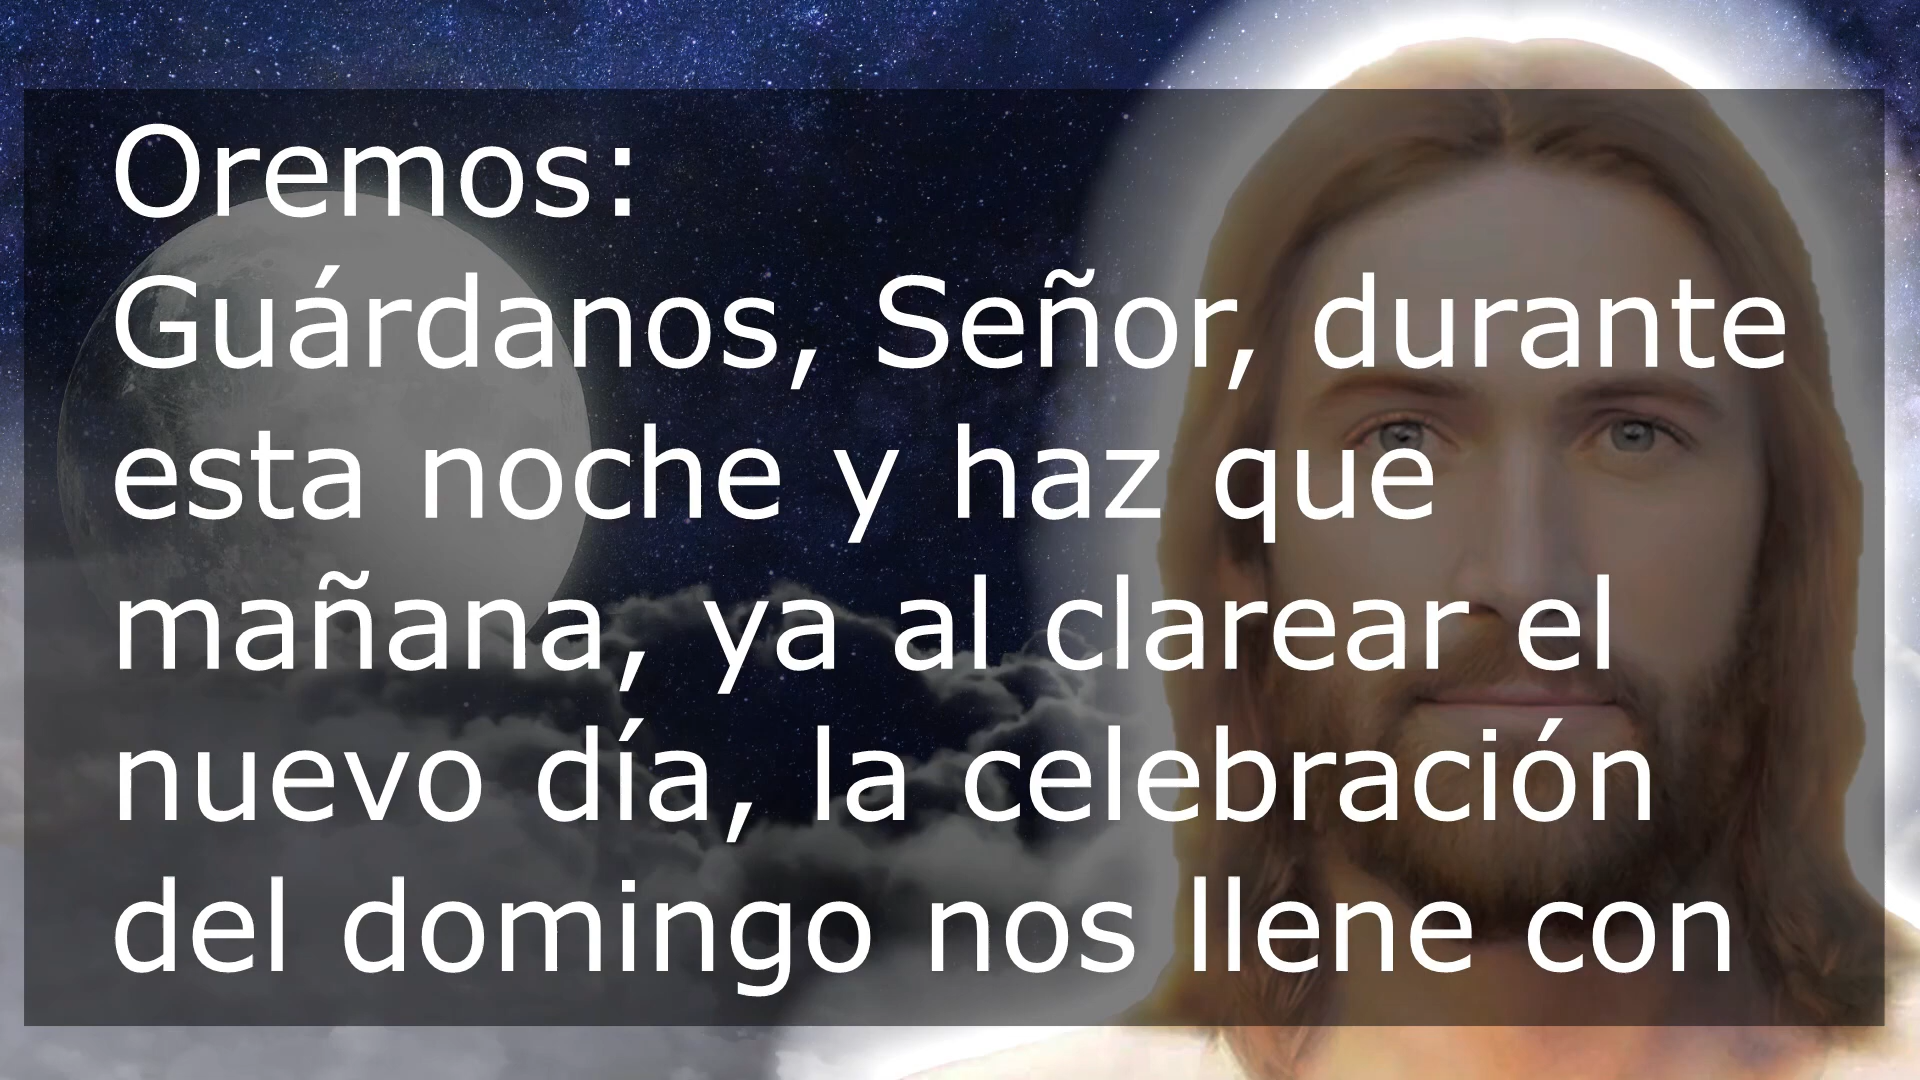 Oremos:
Guárdanos, Señor, durante
esta noche y haz que
mañana, ya al clarear el
nuevo día, la celebración
del domingo nos llene con